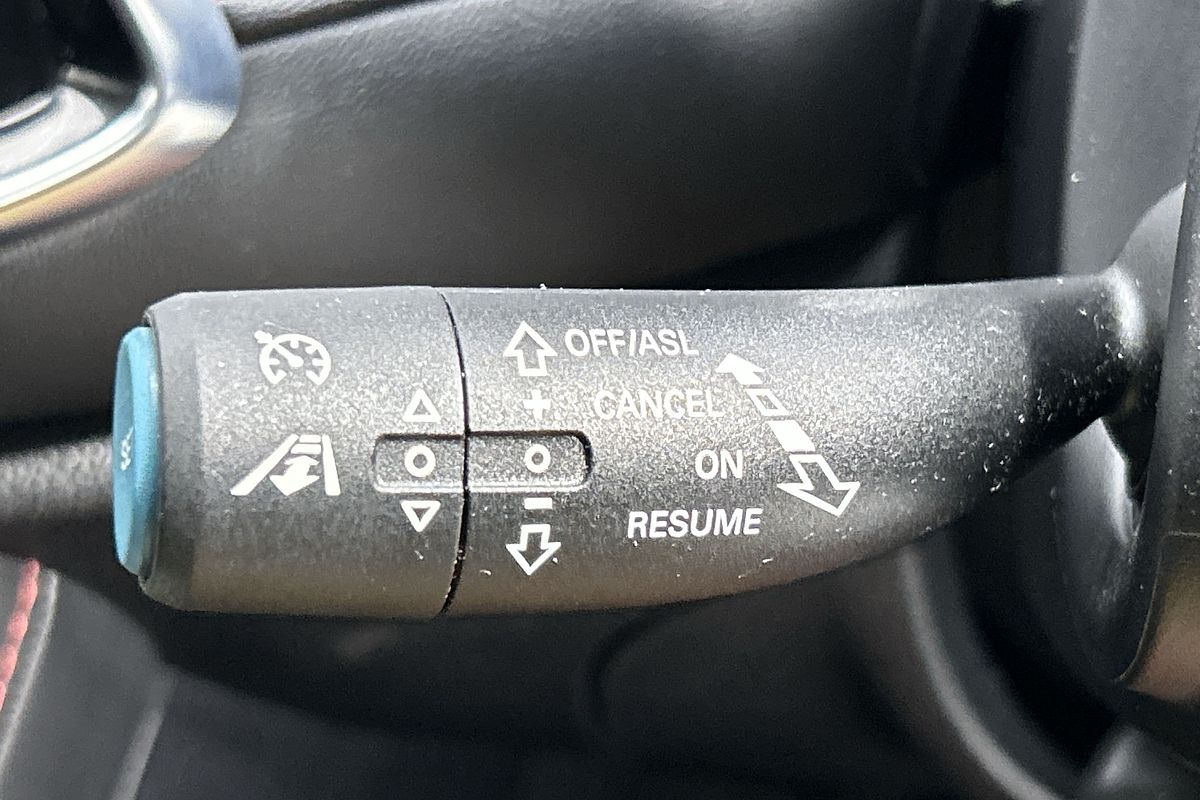 OFF/ASL
+ CANCEL
ON
− RESUME